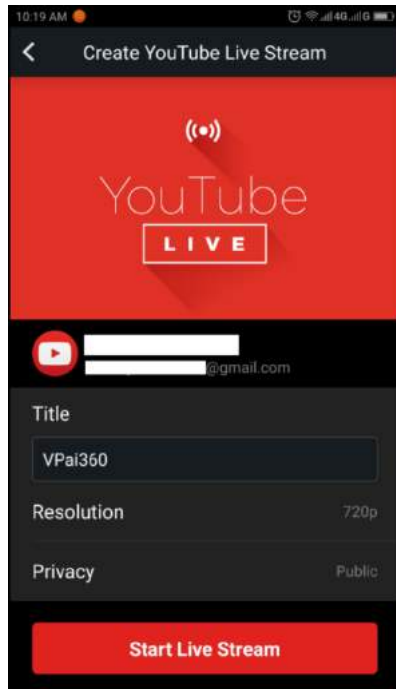 10:19 AM 4G G
Create YouTube Live Stream
YouTube
LIVE
@gmail.com
Title
VPai360
Resolution 720p
Privacy Public
Start Live Stream